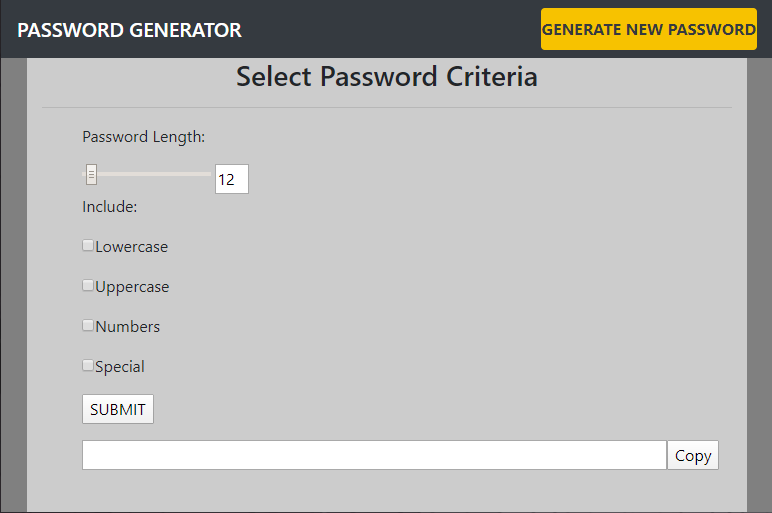 PASSWORD GENERATOR
GENERATE NEW PASSWORD
Select Password Criteria
Password Length:
12
Include:
Lowercase
Uppercase
Numbers
Special
SUBMIT
Copy